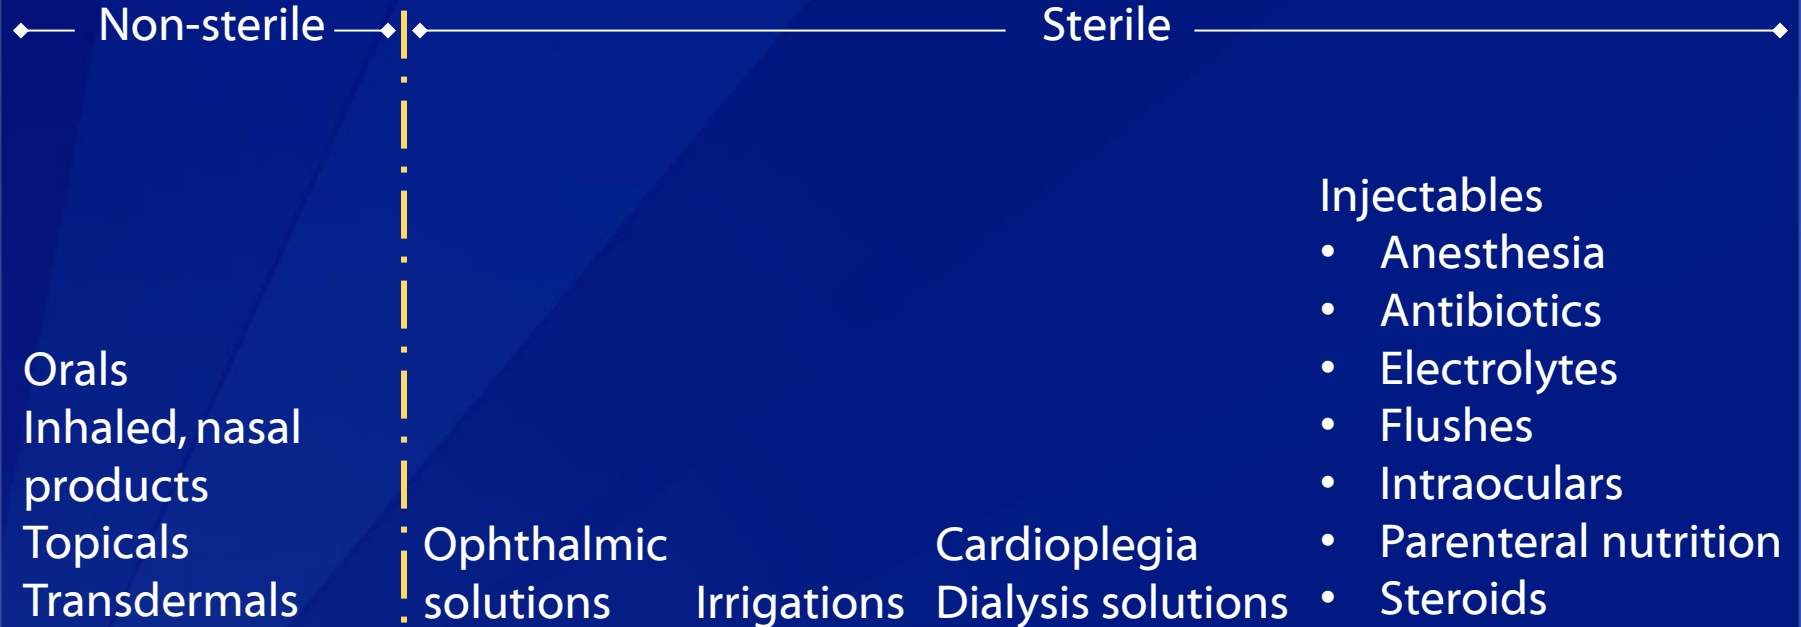 Non-sterile
Sterile
Orals
Inhaled, nasal
products
Topicals
Transdermals
Ophthalmic
solutions
Irrigations
Cardioplegia
Dialysis solutions
Injectables
• Anesthesia
• Antibiotics
• Electrolytes
• Flushes
• Intraoculars
• Parenteral nutrition
• Steroids